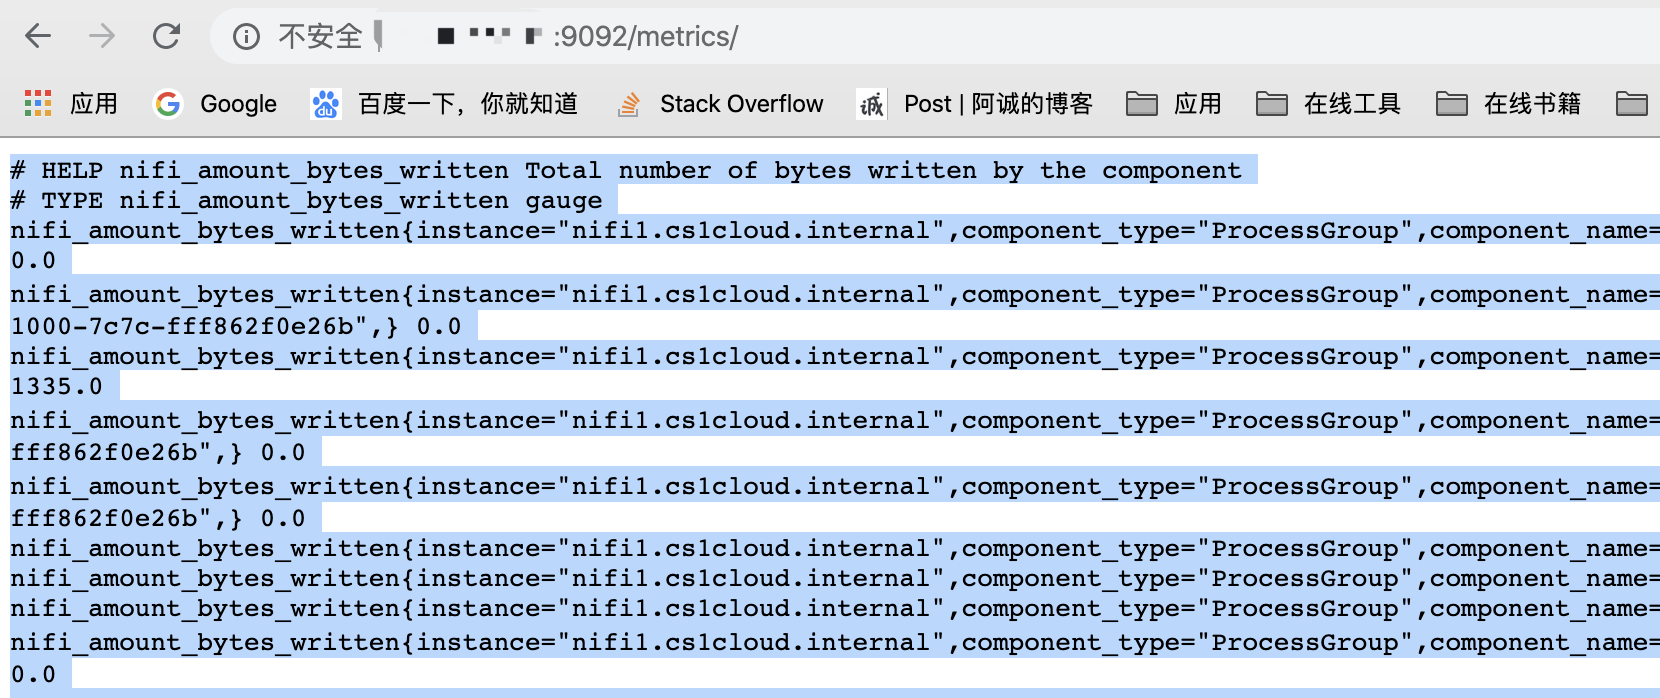 不安全 :9092/metrics/
应用 Google 百度一下，你就知道 Stack Overflow 诚 Post | 阿诚的博客 应用 在线工具 在线书籍
# HELP nifi_amount_bytes_written Total number of bytes written by the component
# TYPE nifi_amount_bytes_written gauge
nifi_amount_bytes_written{instance="nifi1.cs1cloud.internal",component_type="ProcessGroup",component_name=
0.0
nifi_amount_bytes_written{instance="nifi1.cs1cloud.internal",component_type="ProcessGroup",component_name=
1000-7c7c-fff862f0e26b",} 0.0
nifi_amount_bytes_written{instance="nifi1.cs1cloud.internal",component_type="ProcessGroup",component_name=
1335.0
nifi_amount_bytes_written{instance="nifi1.cs1cloud.internal",component_type="ProcessGroup",component_name=
fff862f0e26b",} 0.0
nifi_amount_bytes_written{instance="nifi1.cs1cloud.internal",component_type="ProcessGroup",component_name=
fff862f0e26b",} 0.0
nifi_amount_bytes_written{instance="nifi1.cs1cloud.internal",component_type="ProcessGroup",component_name=
nifi_amount_bytes_written{instance="nifi1.cs1cloud.internal",component_type="ProcessGroup",component_name=
nifi_amount_bytes_written{instance="nifi1.cs1cloud.internal",component_type="ProcessGroup",component_name=
nifi_amount_bytes_written{instance="nifi1.cs1cloud.internal",component_type="ProcessGroup",component_name=
0.0